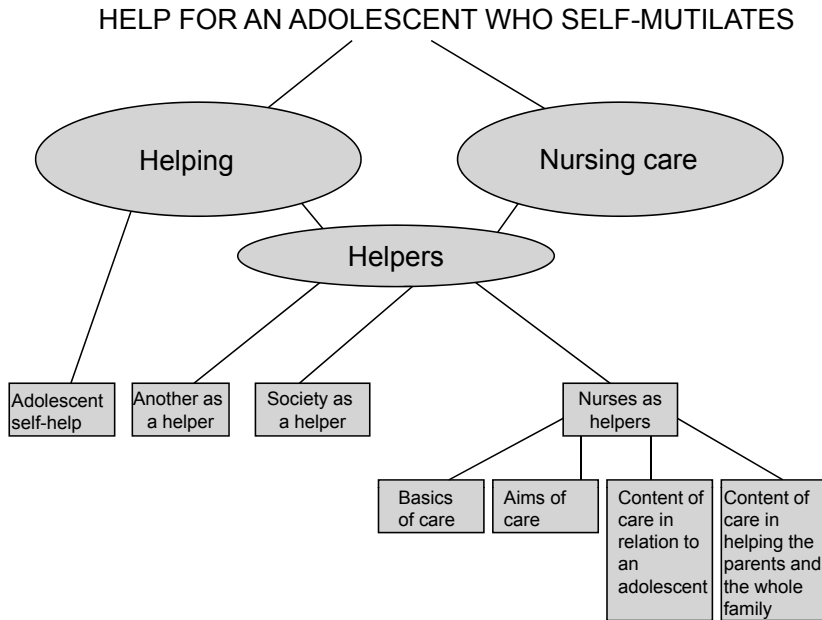 HELP FOR AN ADOLESCENT WHO SELF-MUTILATES
Helping
Nursing care
Helpers
Adolescent
self-help
Another as
a helper
Society as
a helper
Nurses as
helpers
Basics
of care
Aims of
care
Content of
care in
relation to
an
adolescent
Content of
care in
helping the
parents and
the whole
family